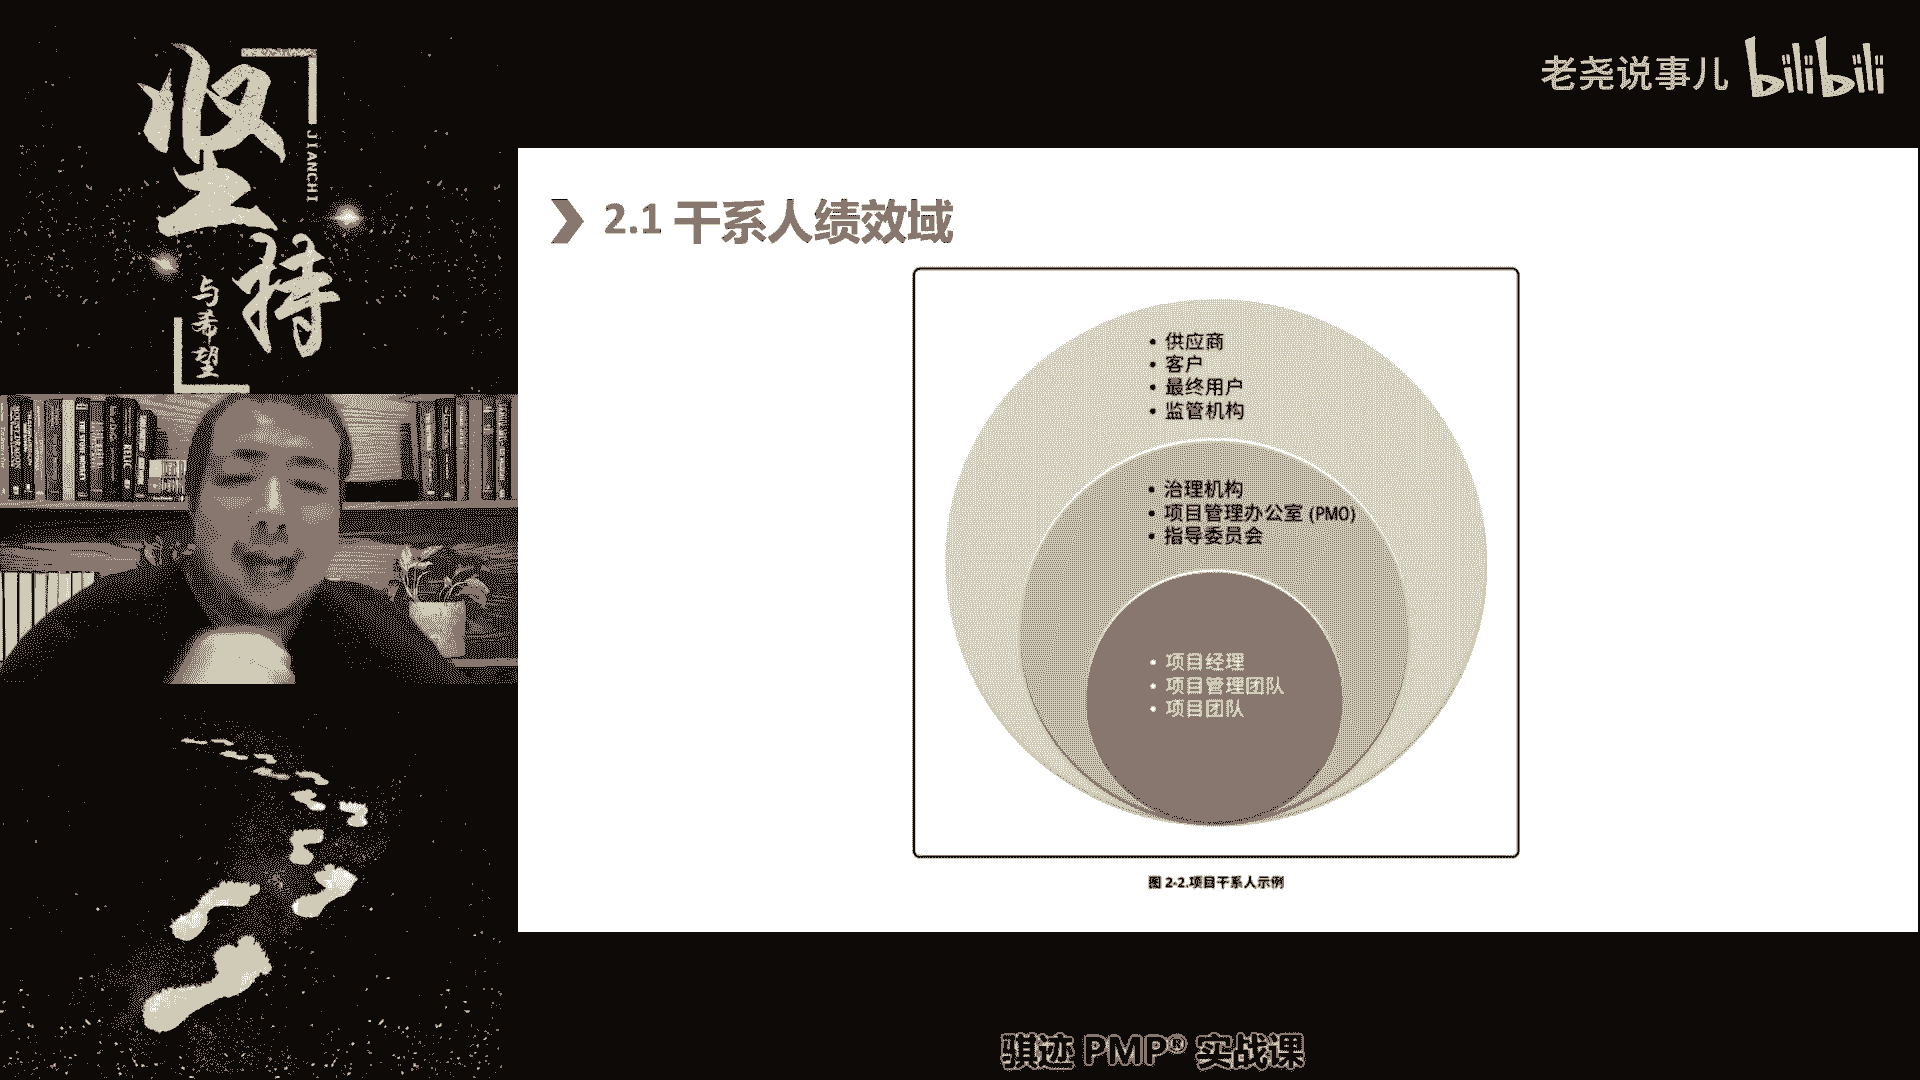 坚持
JIANCHI
与希望
老尧说事儿 bilibili
2.1 干系人绩效域
• 供应商
• 客户
• 最终用户
• 监管机构
• 治理机构
• 项目管理办公室 (PMO)
• 指导委员会
• 项目经理
• 项目管理团队
• 项目团队
图 2-2.项目干系人示例
骐迹 PMP® 实战课